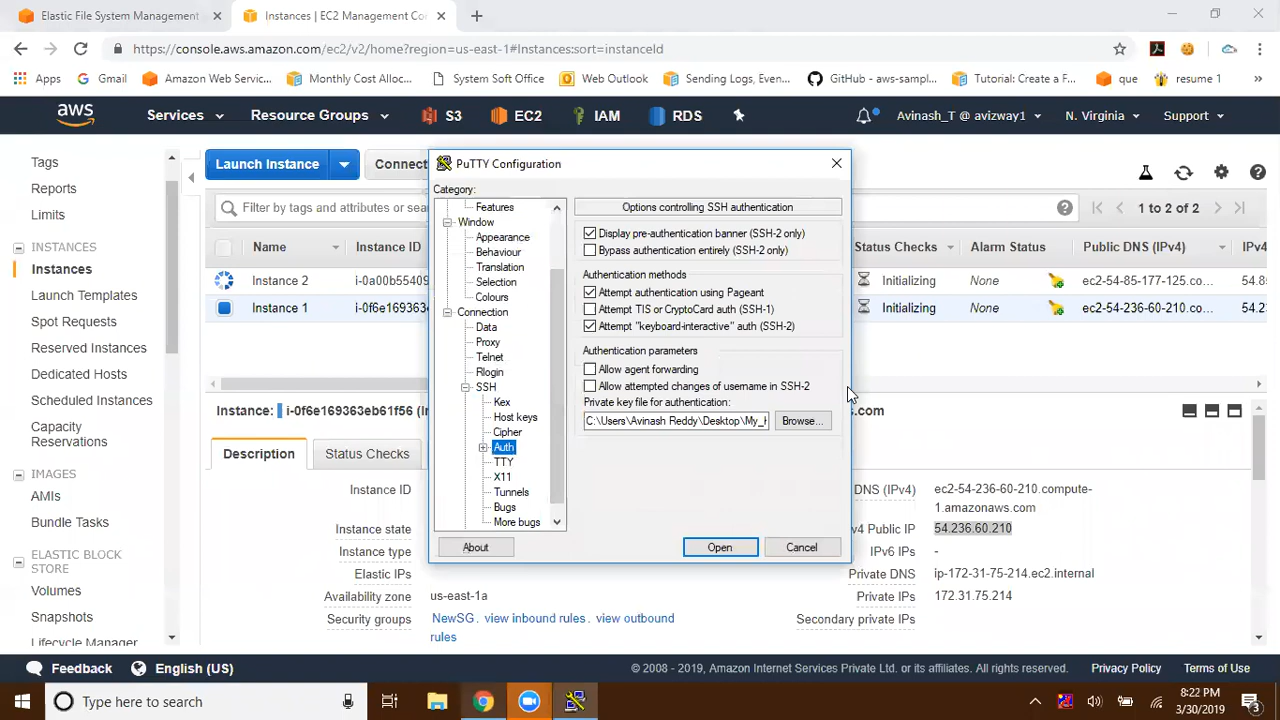 Elastic File System Management
Instances | EC2 Management Co
https://console.aws.amazon.com/ec2/v2/home?region=us-east-1#Instances:sort=instanceId
Apps
Gmail
Amazon Web Servic...
Monthly Cost Alloc...
System Soft Office
Web Outlook
Sending Logs, Even...
GitHub - aws-sampl...
Tutorial: Create a F...
que
resume 1
»
aws
Services
Resource Groups
S3
EC2
IAM
RDS
Avinash_T @ avizway1
N. Virginia
Support
Tags
Reports
Limits
INSTANCES
Instances
Launch Templates
Spot Requests
Reserved Instances
Dedicated Hosts
Scheduled Instances
Capacity
Reservations
IMAGES
AMIs
Bundle Tasks
ELASTIC BLOCK
STORE
Volumes
Snapshots
Lifecycle Manager
Launch Instance
Connect
Filter by tags and attributes or sear
1 to 2 of 2
Name
Instance ID
Status Checks
Alarm Status
Public DNS (IPv4)
IPv4
Instance 2
i-0a00b55409
Initializing
None
ec2-54-85-177-125.co...
54.8
Instance 1
i-0f6e169363
Initializing
None
ec2-54-236-60-210.co...
54.23
PuTTY Configuration
Category:
Features
Window
Appearance
Behaviour
Translation
Selection
Colours
Connection
Data
Proxy
Telnet
Rlogin
SSH
Kex
Host keys
Cipher
Auth
TTY
X11
Tunnels
Bugs
More bugs
Options controlling SSH authentication
Display pre-authentication banner (SSH-2 only)
Bypass authentication entirely (SSH-2 only)
Authentication methods
Attempt authentication using Pageant
Attempt TIS or CryptoCard auth (SSH-1)
Attempt "keyboard-interactive" auth (SSH-2)
Authentication parameters
Allow agent forwarding
Allow attempted changes of username in SSH-2
Private key file for authentication:
C:\Users\Avinash Reddy\Desktop\My_
Browse...
About
Open
Cancel
Instance: i-0f6e169363eb61f56 (In
s.com
Description
Status Checks
Instance ID
Instance state
Instance type
Elastic IPs
Availability zone
us-east-1a
Security groups
NewSG. view inbound rules. view outbound
rules
DNS (IPv4)
ec2-54-236-60-210.compute-
1.amazonaws.com
v4 Public IP
54.236.60.210
IPv6 IPs
-
Private DNS
ip-172-31-75-214.ec2.internal
Private IPs
172.31.75.214
Secondary private IPs
Feedback
English (US)
© 2008 - 2019, Amazon Internet Services Private Ltd. or its affiliates. All rights reserved.
Privacy Policy
Terms of Use
Type here to search
8:22 PM
3/30/2019
3